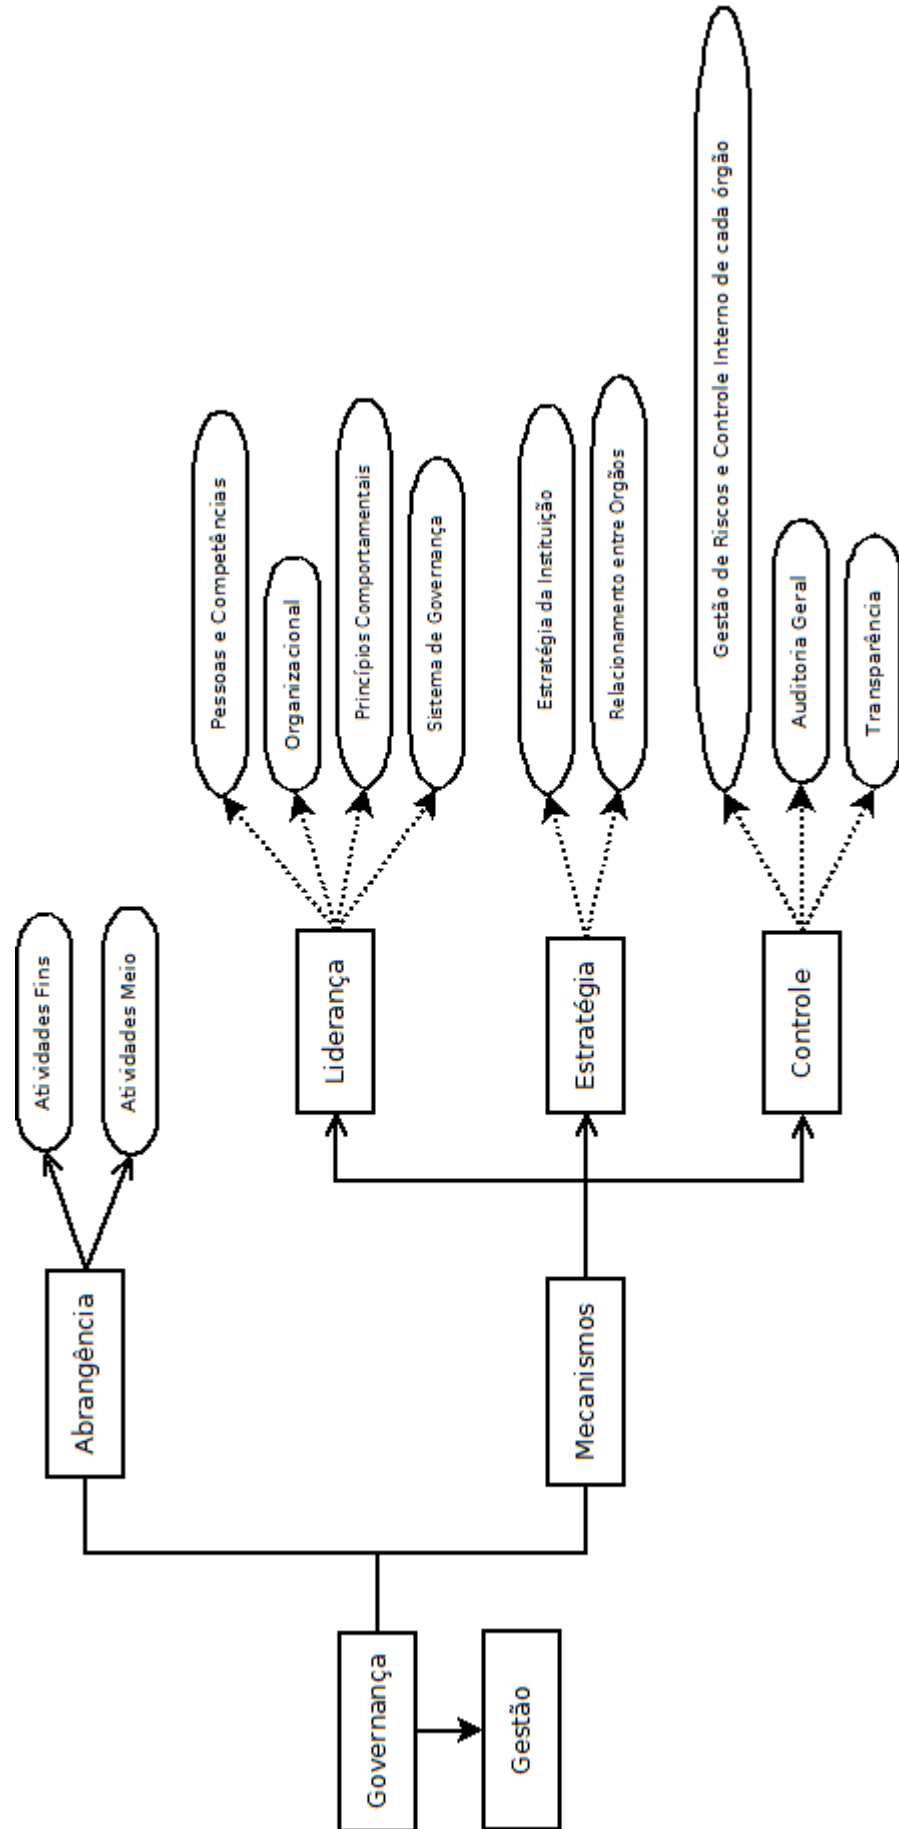 Governança
Gestão
Abrangência
Atividades Fins
Atividades Meio
Mecanismos
Liderança
Pessoas e Competências
Organizacional
Princípios Comportamentais
Sistema de Governança
Estratégia
Estratégia da Instituição
Relacionamento entre Orgãos
Controle
Gestão de Riscos e Controle Interno de cada órgão
Auditoria Geral
Transparência